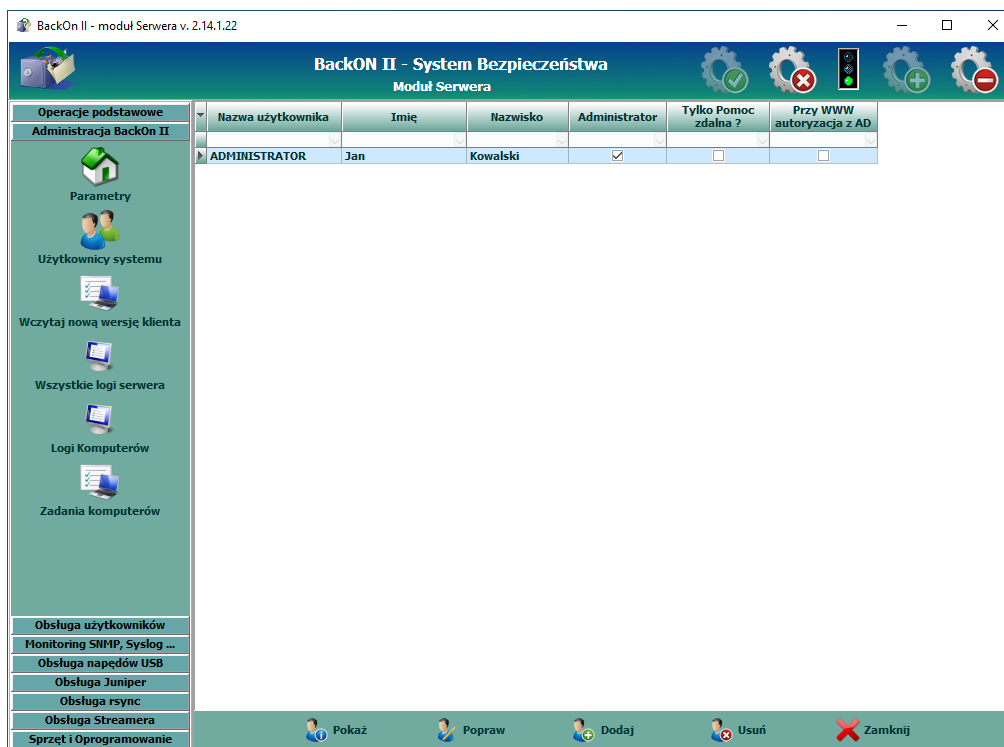 BackOn II - moduł Serwera v. 2.14.1.22
BackON II - System Bezpieczeństwa
Moduł Serwera
Operacje podstawowe
Administracja BackOn II
Parametry
Użytkownicy systemu
Wczytaj nową wersję klienta
Wszystkie logi serwera
Logi Komputerów
Zadania komputerów
Obsługa użytkowników
Monitoring SNMP, Syslog ...
Obsługa napędów USB
Obsługa Juniper
Obsługa rsync
Obsługa Streamera
Sprzęt i Oprogramowanie
Nazwa użytkownika Imię Nazwisko Administrator Tylko Pomoc zdalna ? Przy WWW autoryzacja z AD
ADMINISTRATOR Jan Kowalski
Pokaż Popraw Dodaj Usuń Zamknij